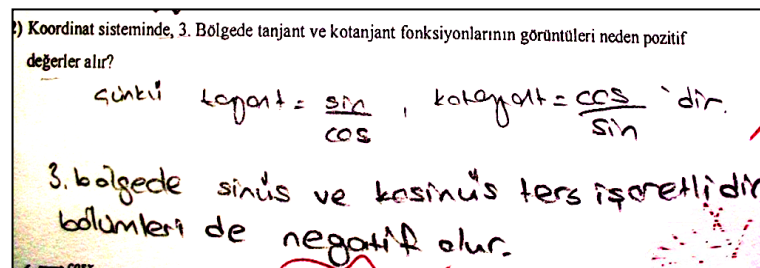 2) Koordinat sisteminde, 3. Bölgede tanjant ve kotanjant fonksiyonlarının görüntüleri neden pozitif
değerler alır?
Çünkü tanjant = sin/cos , kotanjant = cos/sin 'dir.
3. bölgede sinüs ve kosinüs ters işaretlidir
bölümleri de negatif olur.